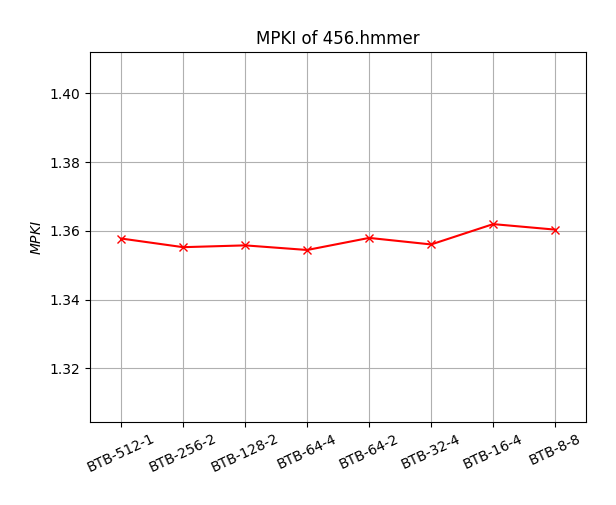 MPKI of 456.hmmer
MPKI
1.40
1.38
1.36
1.34
1.32
BTB-512-1
BTB-256-2
BTB-128-2
BTB-64-4
BTB-64-2
BTB-32-4
BTB-16-4
BTB-8-8